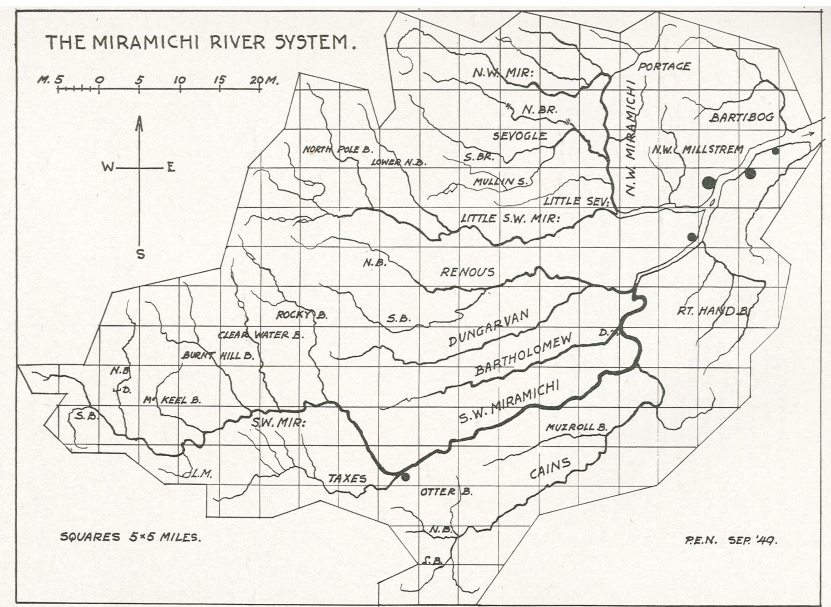 THE MIRAMICHI RIVER SYSTEM.
M. 5 0 5 10 15 20 M.
W E
S
N.W. MIR:
PORTAGE
N. BR.
N.W. MIRAMICHI
BARTIBOG
SEVOGLE
NORTH POLE B.
LOWER N.B.
S. BR.
N.W. MILLSTREM
MULLIN S.
LITTLE SEV:
LITTLE S.W. MIR:
N.B.
RENOUS
ROCKY B.
S.B.
DUNGARVAN
RT. HAND B.
CLEAR WATER B.
D.
BURNT HILL B.
BARTHOLOMEW
N.B.
D.
Mc KEEL B.
S.W. MIRAMICHI
S.B.
S.W. MIR:
MUZROLL B.
L.M.
TAXES
CAINS
OTTER B.
N.B.
SQUARES 5×5 MILES.
P.E.N. SEP. '49.
S.B.